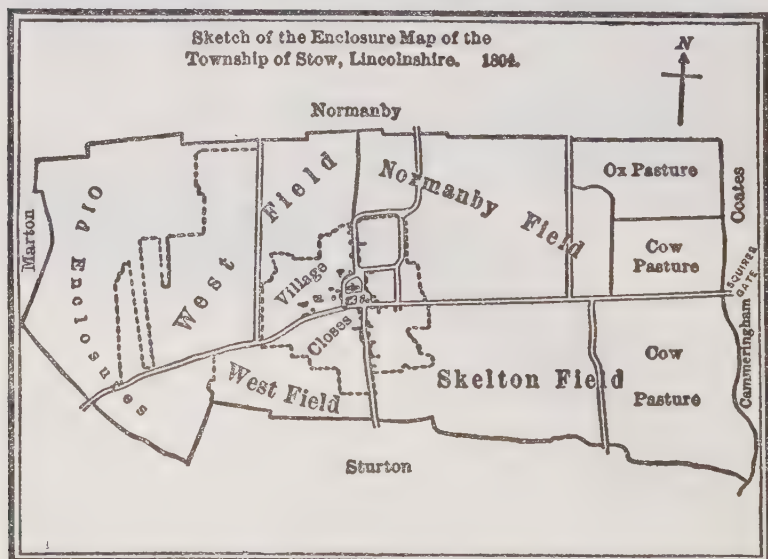 Sketch of the Enclosure Map of the
Township of Stow, Lincolnshire. 1804.
N
Normanby
Marton
Old Enclosures
West Field
Village
Closes
Normanby Field
Ox Pasture
Cow
Pasture
Coates
SQUIRES
GATE
Cammeringham
West Field
Skelton Field
Cow
Pasture
Sturton
1